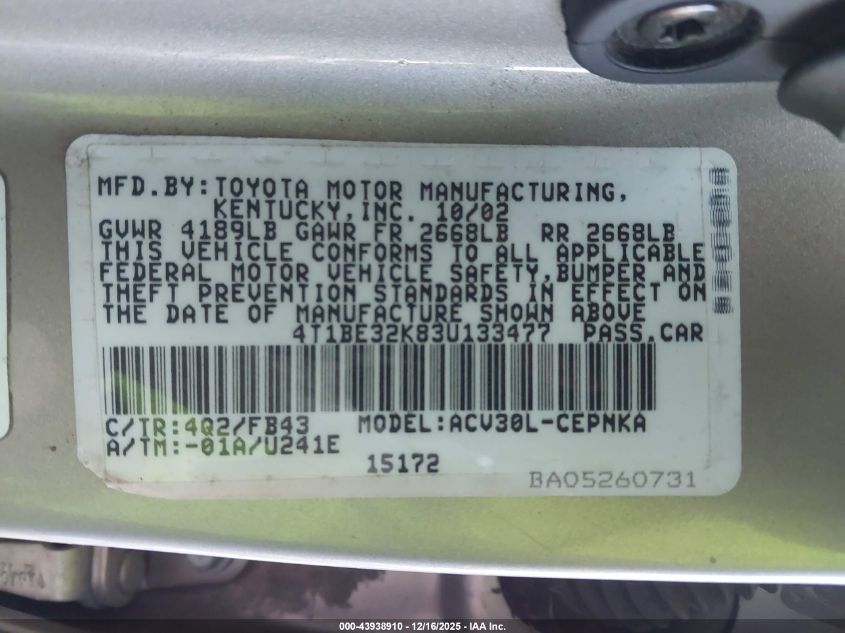 MFD.BY:TOYOTA MOTOR MANUFACTURING,
KENTUCKY,INC. 10/02
GVWR 4189LB GAWR FR 2668LB RR 2668LB
THIS VEHICLE CONFORMS TO ALL APPLICABLE
FEDERAL MOTOR VEHICLE SAFETY,BUMPER AND
THEFT PREVENTION STANDARDS IN EFFECT ON
THE DATE OF MANUFACTURE SHOWN ABOVE
4T1BE32K83U133477 PASS.CAR
C/TR:4Q2/FB43 MODEL:ACV30L-CEPNKA
A/TM:-01A/U241E
15172
BA05260731
000-43938910 - 12/16/2025 - IAA Inc.